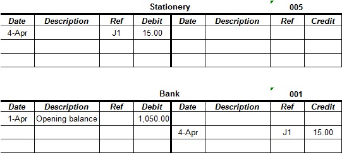 Stationery 005
Date Description Ref Debit Date Description Ref Credit
4-Apr J1 15.00
Bank 001
Date Description Ref Debit Date Description Ref Credit
1-Apr Opening balance 1,050.00
4-Apr J1 15.00